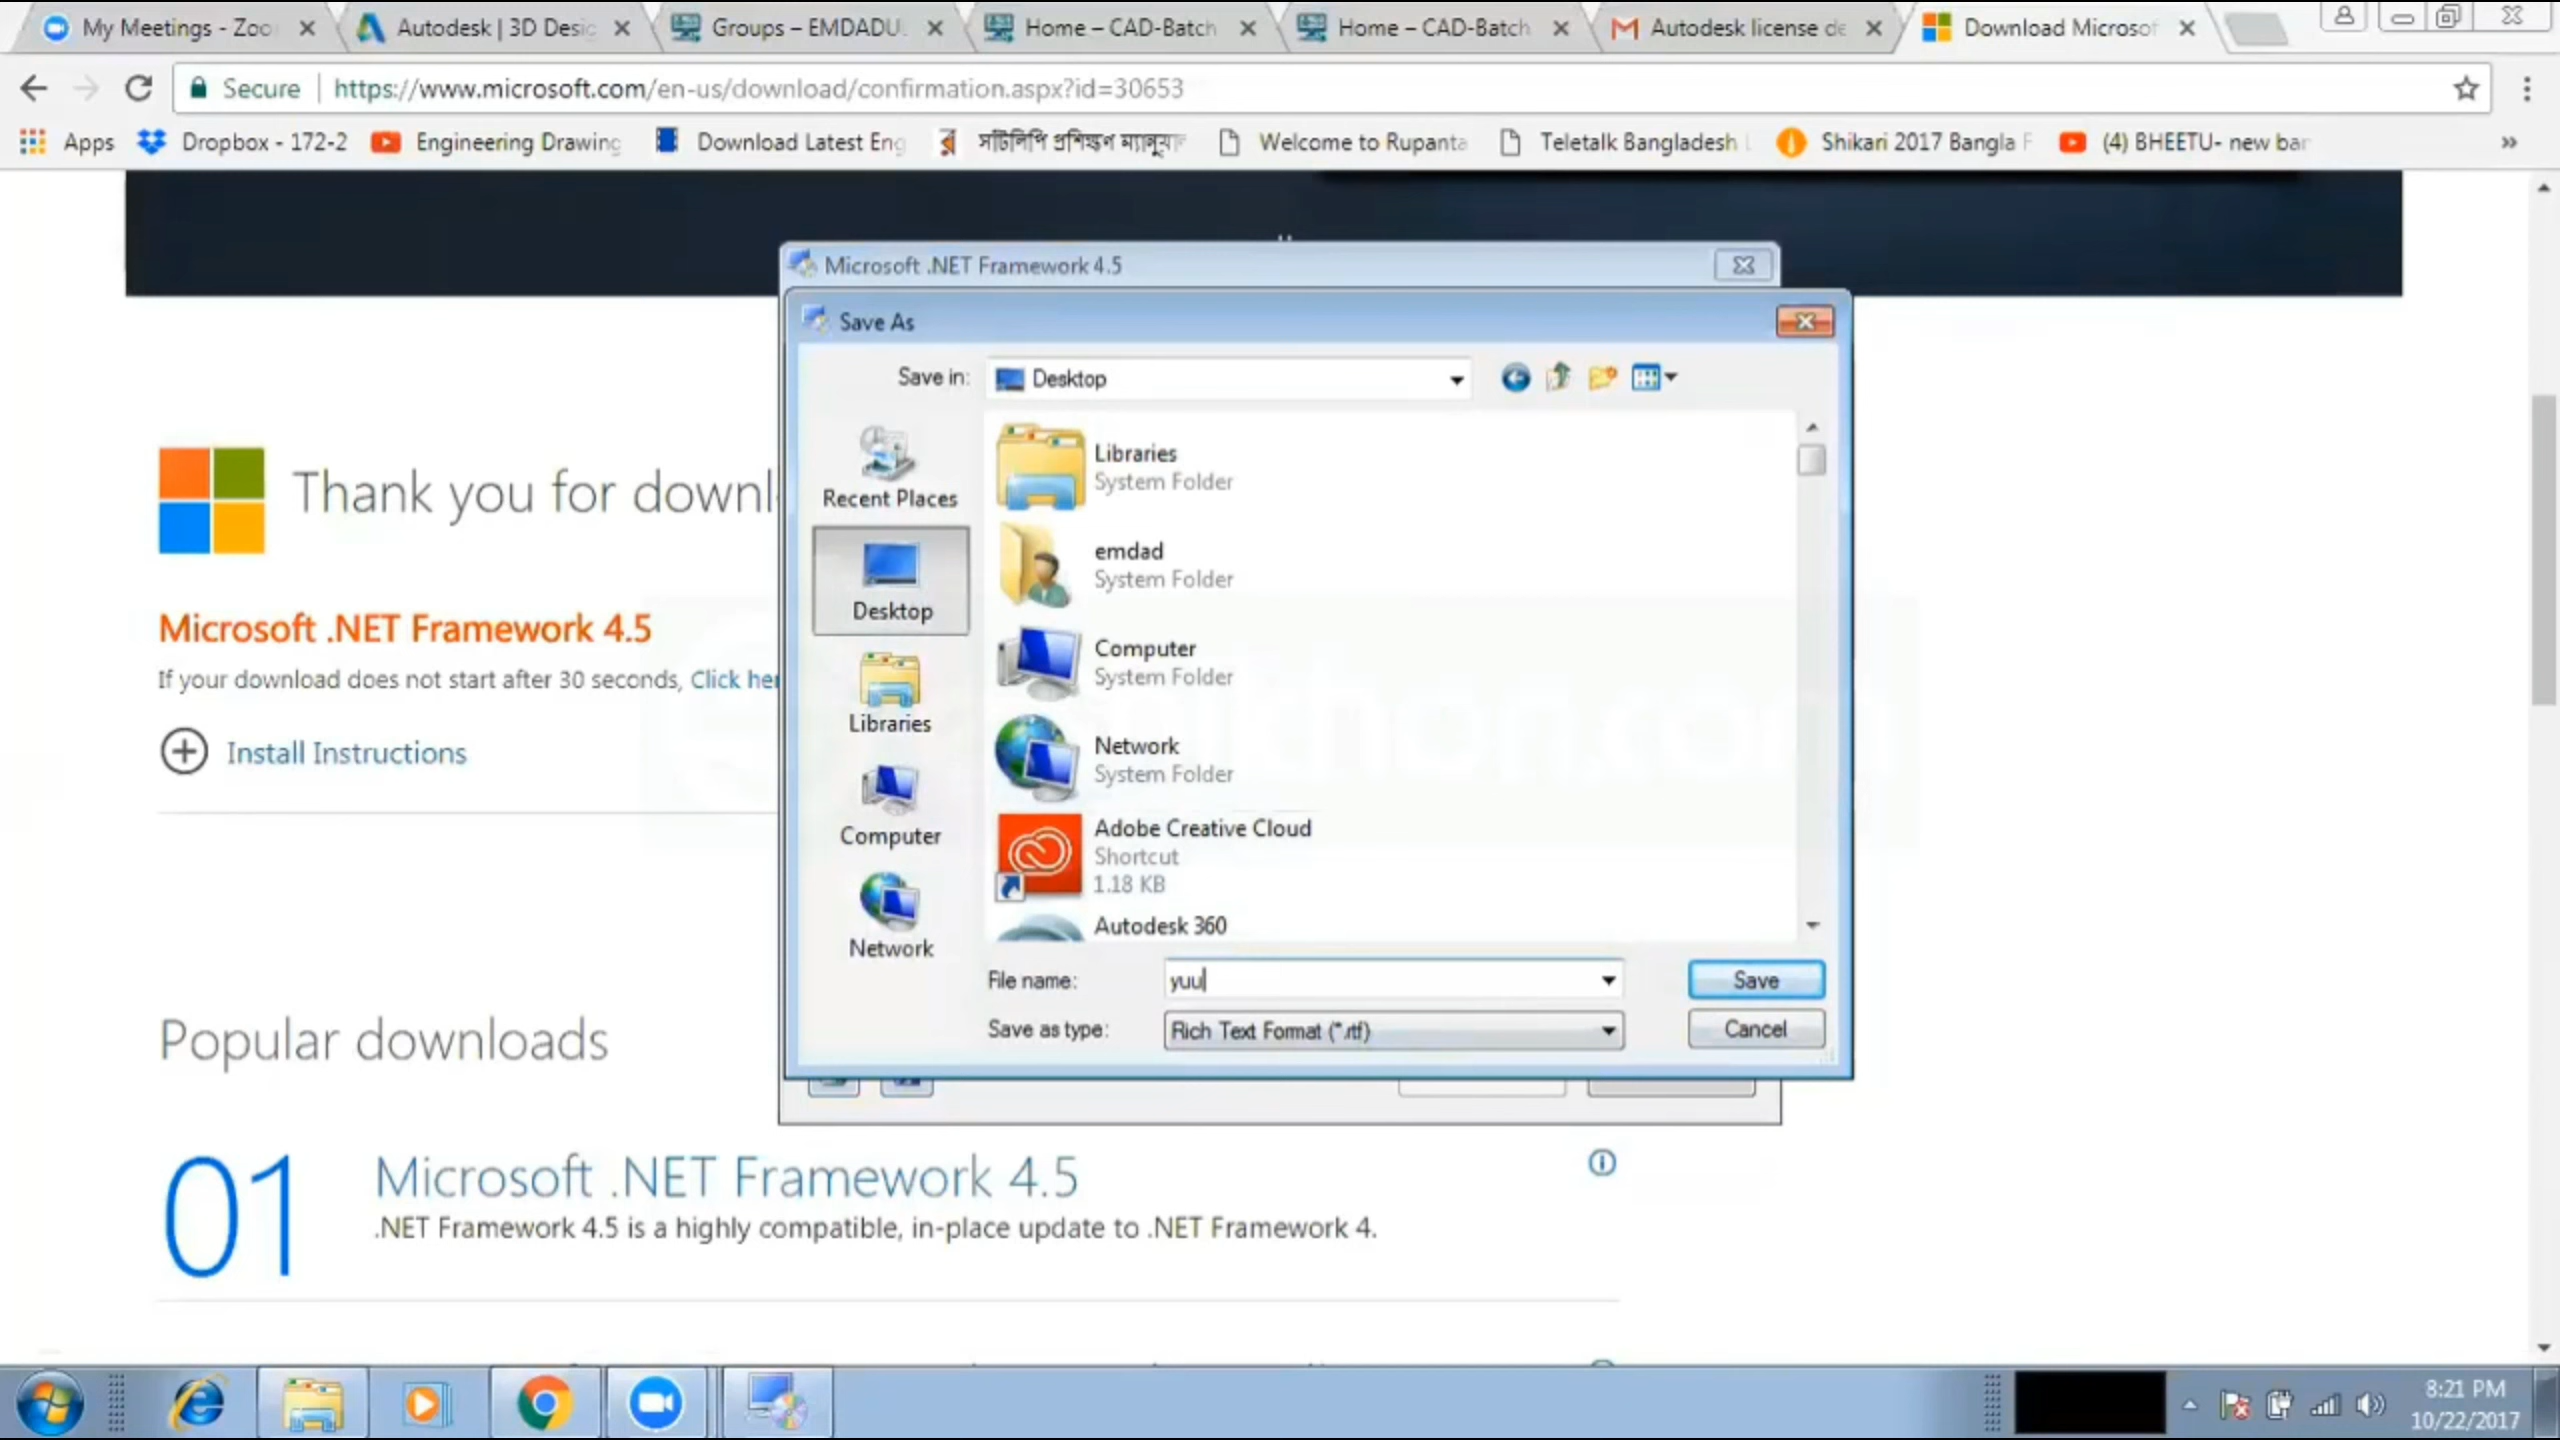 My Meetings - Zoo
Autodesk | 3D Desig
Groups – EMDADU
Home – CAD-Batch
Home – CAD-Batch
Autodesk license de
Download Microsof
Secure
https://www.microsoft.com/en-us/download/confirmation.aspx?id=30653
Apps
Dropbox - 172-2
Engineering Drawing
Download Latest Eng
সাঁটলিপি প্রশিক্ষণ ম্যানুয়াল
Welcome to Rupanta
Teletalk Bangladesh L
Shikari 2017 Bangla F
(4) BHEETU- new ban
»
Thank you for downl
Microsoft .NET Framework 4.5
If your download does not start after 30 seconds, Click her
Install Instructions
Popular downloads
01
Microsoft .NET Framework 4.5
.NET Framework 4.5 is a highly compatible, in-place update to .NET Framework 4.
Microsoft .NET Framework 4.5
Save As
Save in:
Desktop
Recent Places
Desktop
Libraries
Computer
Network
Libraries
System Folder
emdad
System Folder
Computer
System Folder
Network
System Folder
Adobe Creative Cloud
Shortcut
1.18 KB
Autodesk 360
File name:
yuu
Save
Save as type:
Rich Text Format (*.rtf)
Cancel
8:21 PM
10/22/2017